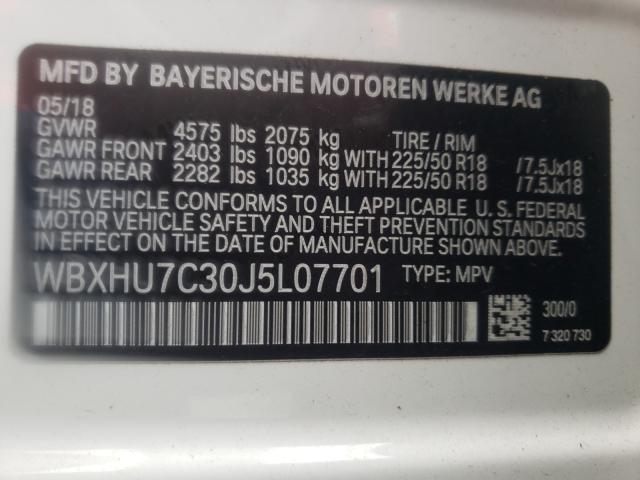 MFD BY BAYERISCHE MOTOREN WERKE AG
05/18
GVWR 4575 lbs 2075 kg TIRE / RIM
GAWR FRONT 2403 lbs 1090 kg WITH 225/50 R18 /7.5Jx18
GAWR REAR 2282 lbs 1035 kg WITH 225/50 R18 /7.5Jx18
THIS VEHICLE CONFORMS TO ALL APPLICABLE U. S. FEDERAL
MOTOR VEHICLE SAFETY AND THEFT PREVENTION STANDARDS
IN EFFECT ON THE DATE OF MANUFACTURE SHOWN ABOVE.
WBXHU7C30J5L07701 TYPE: MPV
300/0
7 320 730